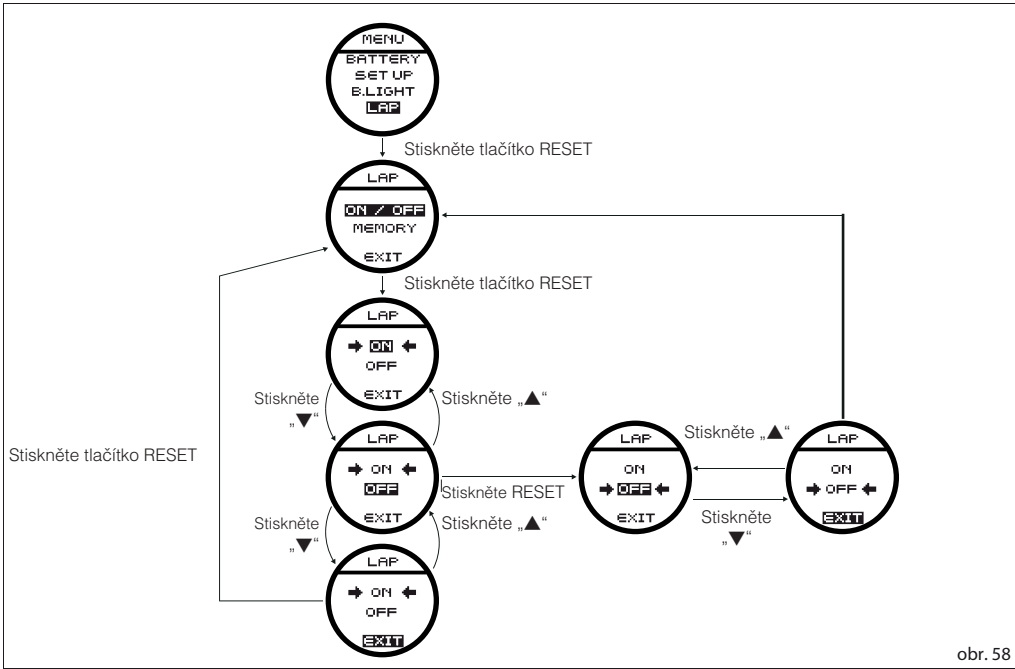 MENU
BATTERY
SET UP
B.LIGHT
LAP
Stiskněte tlačítko RESET
LAP
ON / OFF
MEMORY
EXIT
Stiskněte tlačítko RESET
LAP
➔ ON ←
OFF
EXIT
Stiskněte
„▼“
Stiskněte „▲“
LAP
➔ ON ←
OFF
EXIT
Stiskněte tlačítko RESET
Stiskněte RESET
LAP
ON
➔ OFF ←
EXIT
Stiskněte „▲“
Stiskněte
„▼“
LAP
ON
➔ OFF ←
EXIT
Stiskněte
„▼“
Stiskněte „▲“
LAP
➔ ON ←
OFF
EXIT
obr. 58